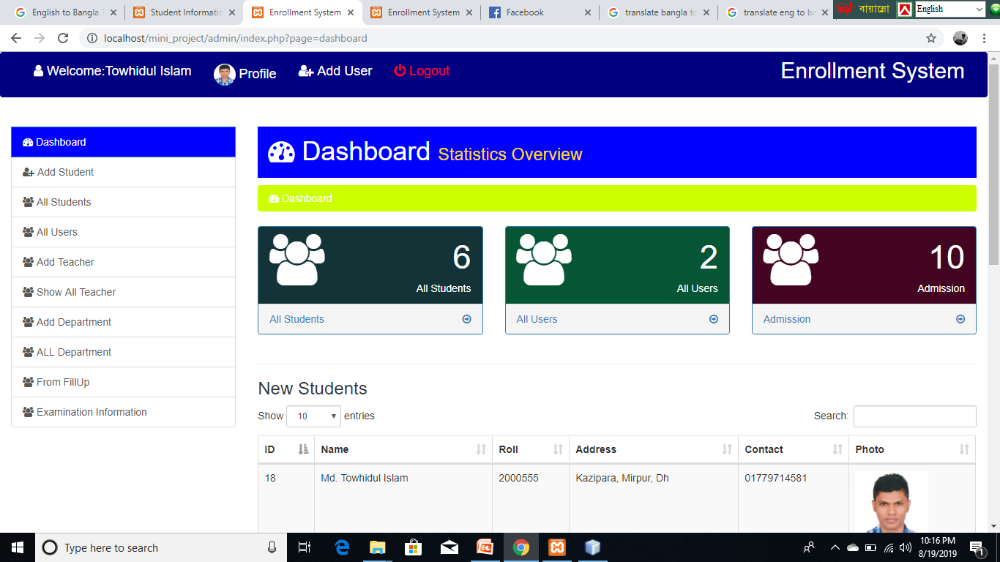 English to Bangla T
Student Informatio
Enrollment System
Enrollment System
Facebook
translate bangla to
translate eng to ba
বায়ান্নো
English
localhost/mini_project/admin/index.php?page=dashboard
Welcome:Towhidul Islam
Profile
Add User
Logout
Enrollment System
Dashboard
Add Student
All Students
All Users
Add Teacher
Show All Teacher
Add Department
ALL Department
From FillUp
Examination Information
Dashboard Statistics Overview
Dashboard
6
All Students
All Students
2
All Users
All Users
10
Admission
Admission
New Students
Show 10 entries
Search:
ID Name Roll Address Contact Photo
18 Md. Towhidul Islam 2000555 Kazipara, Mirpur, Dh 01779714581
Type here to search
10:16 PM
8/19/2019
1